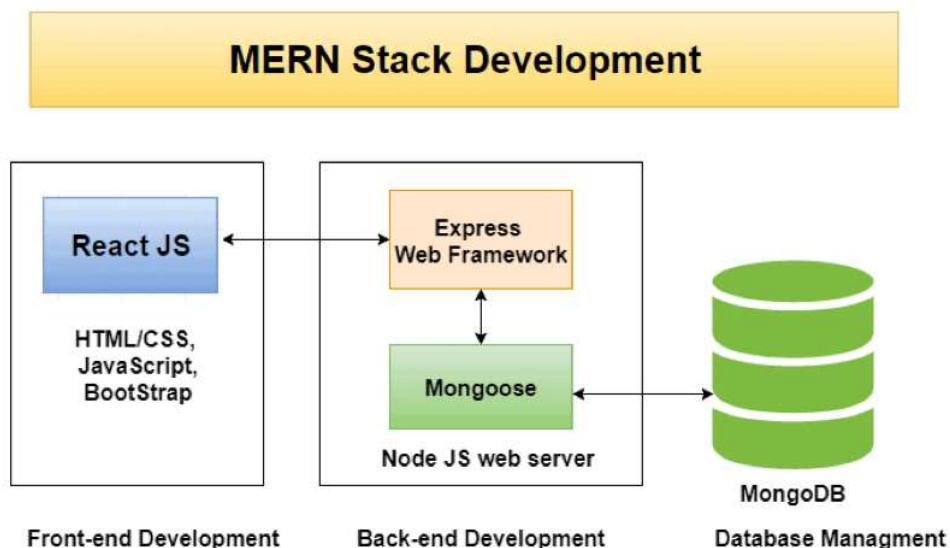 MERN Stack Development
React JS
HTML/CSS,
JavaScript,
BootStrap
Front-end Development
Express
Web Framework
Mongoose
Node JS web server
Back-end Development
MongoDB
Database Managment